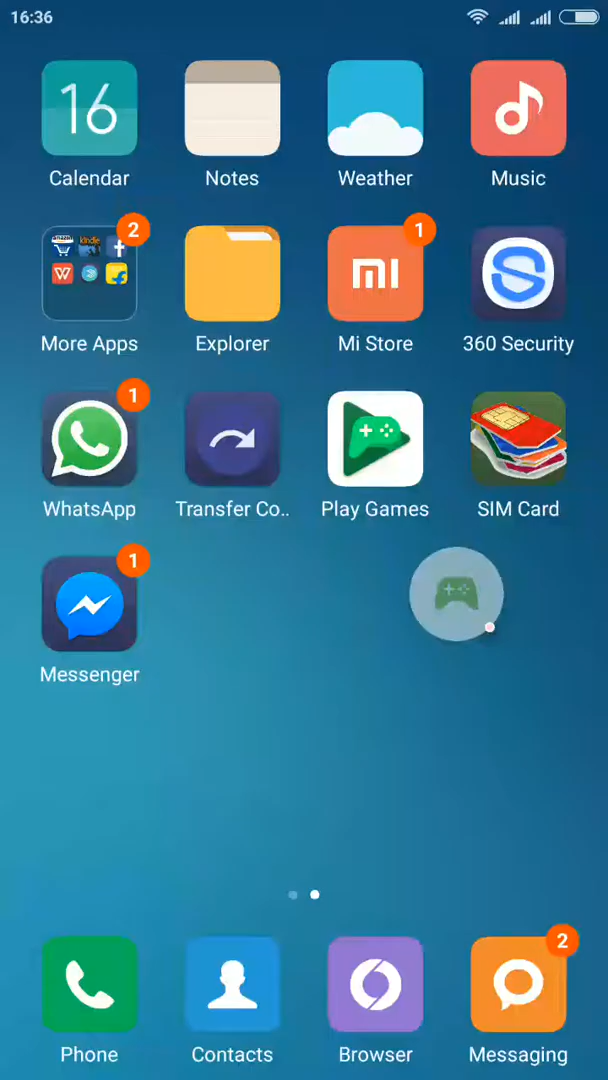 16:36
16
Calendar
Notes
Weather
Music
2
1
kindle
More Apps
Explorer
Mi Store
360 Security
1
WhatsApp
Transfer Co..
Play Games
SIM Card
1
Messenger
2
Phone
Contacts
Browser
Messaging